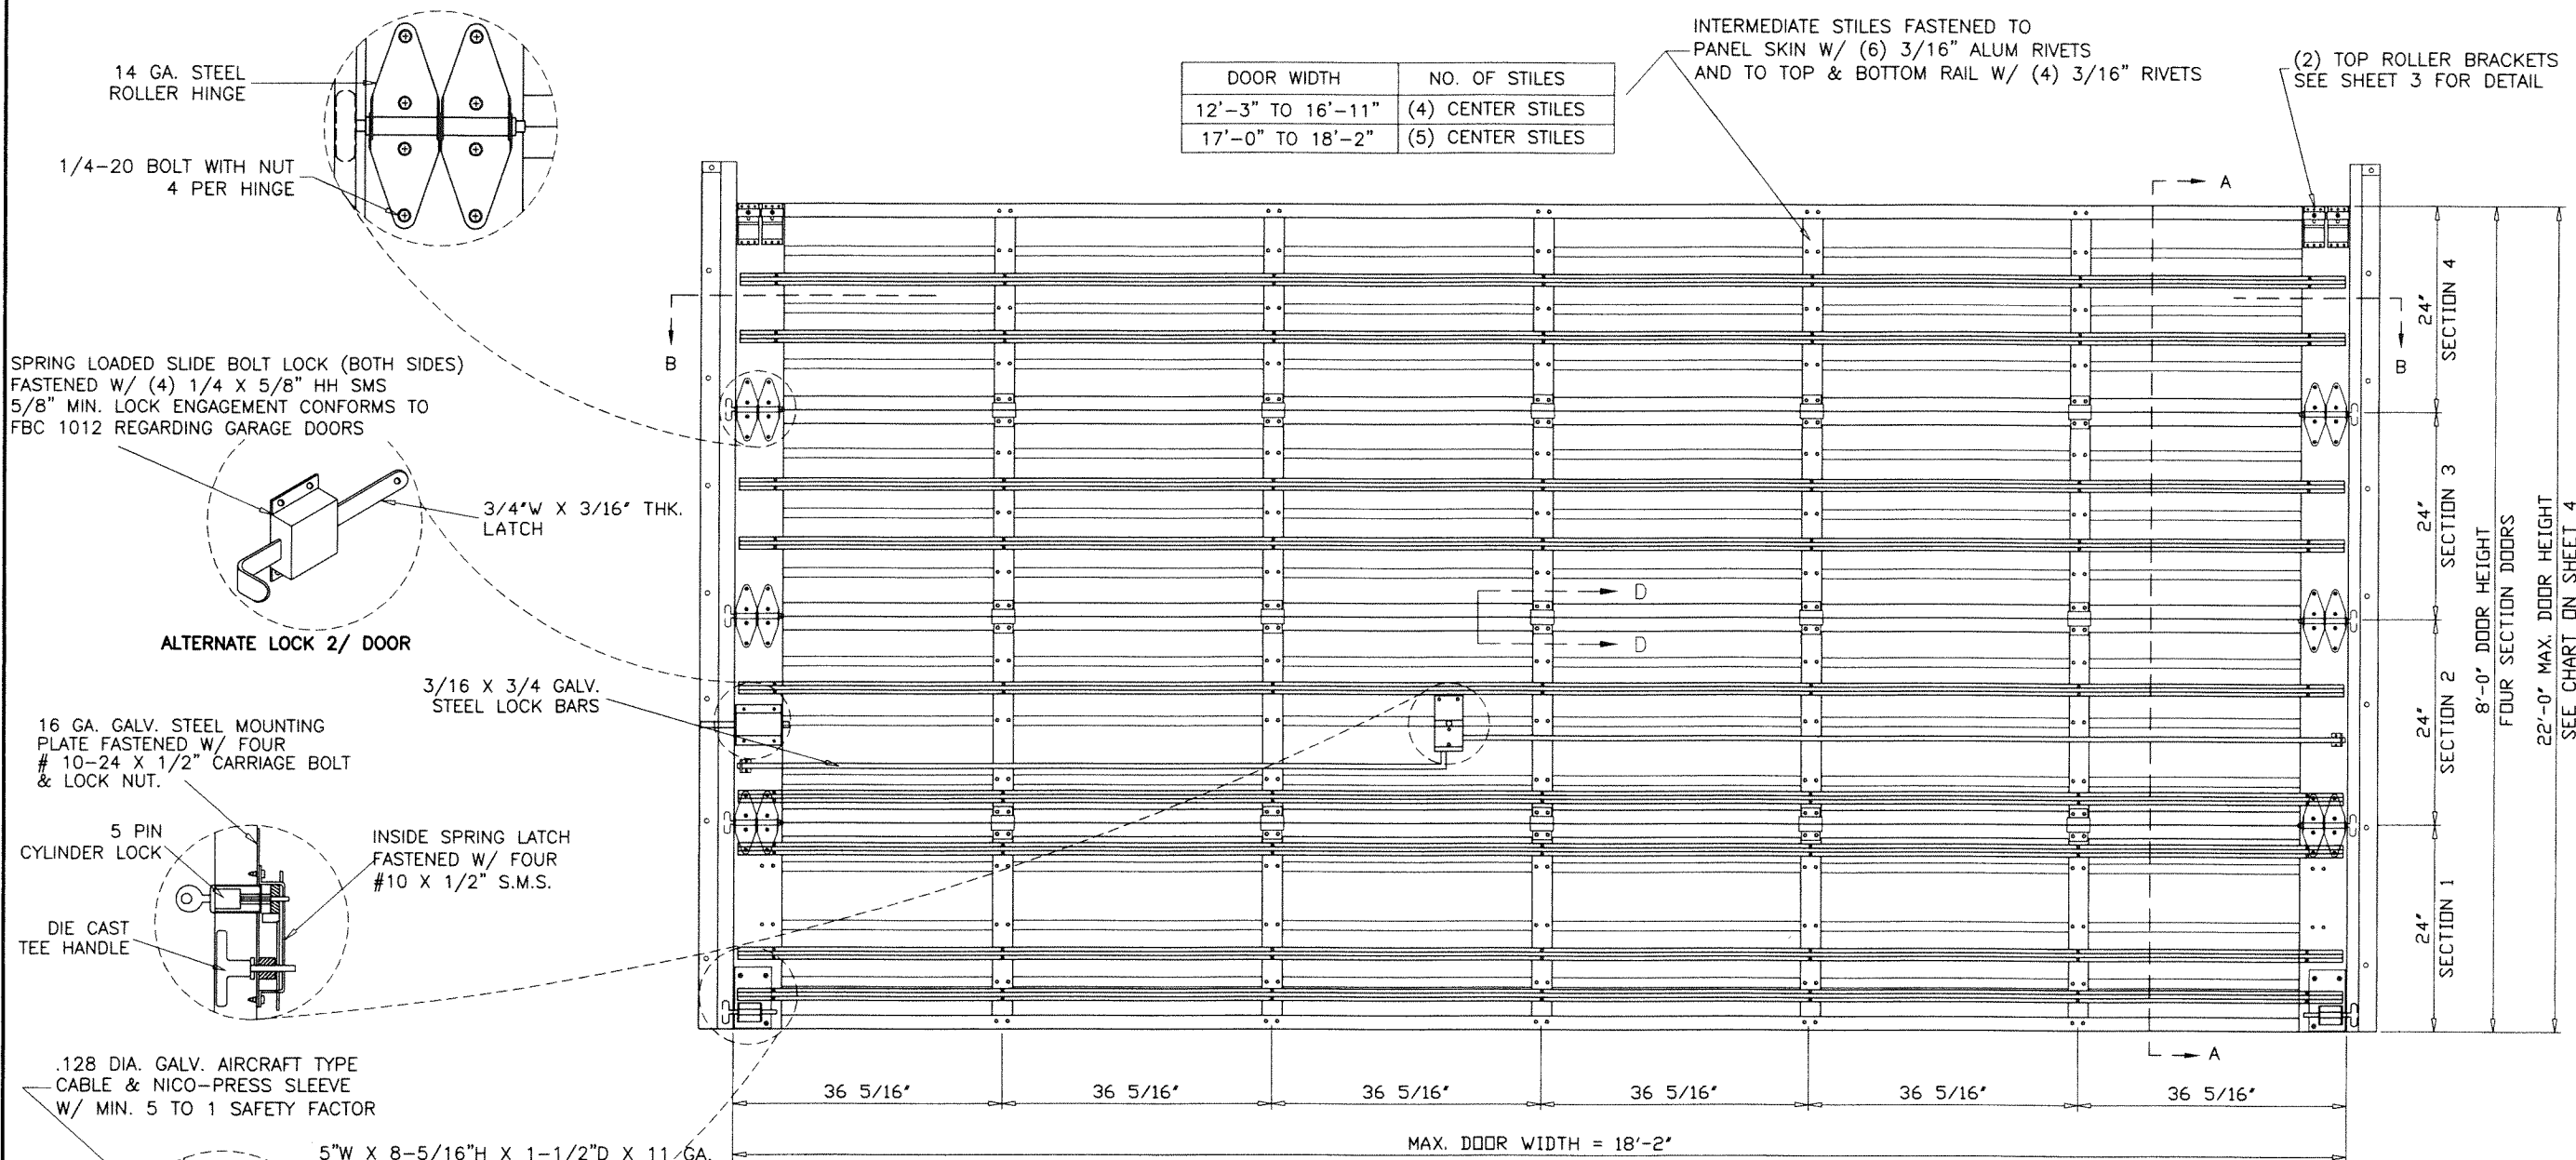 14 GA. STEEL
ROLLER HINGE
1/4-20 BOLT WITH NUT
4 PER HINGE
DOOR WIDTH NO. OF STILES
12'-3" TO 16'-11" (4) CENTER STILES
17'-0" TO 18'-2" (5) CENTER STILES
INTERMEDIATE STILES FASTENED TO
PANEL SKIN W/ (6) 3/16" ALUM RIVETS
AND TO TOP & BOTTOM RAIL W/ (4) 3/16" RIVETS
(2) TOP ROLLER BRACKETS
SEE SHEET 3 FOR DETAIL
A
B
B
SPRING LOADED SLIDE BOLT LOCK (BOTH SIDES)
FASTENED W/ (4) 1/4 X 5/8" HH SMS
5/8" MIN. LOCK ENGAGEMENT CONFORMS TO
FBC 1012 REGARDING GARAGE DOORS
3/4"W X 3/16" THK.
LATCH
ALTERNATE LOCK 2/ DOOR
D
D
3/16 X 3/4 GALV.
STEEL LOCK BARS
16 GA. GALV. STEEL MOUNTING
PLATE FASTENED W/ FOUR
# 10-24 X 1/2" CARRIAGE BOLT
& LOCK NUT.
5 PIN
CYLINDER LOCK
INSIDE SPRING LATCH
FASTENED W/ FOUR
#10 X 1/2" S.M.S.
DIE CAST
TEE HANDLE
24"
SECTION 4
24"
SECTION 3
24"
SECTION 2
24"
SECTION 1
8'-0" DOOR HEIGHT
FOUR SECTION DOORS
22'-0" MAX. DOOR HEIGHT
SEE CHART ON SHEET 4
A
.128 DIA. GALV. AIRCRAFT TYPE
CABLE & NICO-PRESS SLEEVE
W/ MIN. 5 TO 1 SAFETY FACTOR
36 5/16" 36 5/16" 36 5/16" 36 5/16" 36 5/16" 36 5/16"
MAX. DOOR WIDTH = 18'-2"
5"W X 8-5/16"H X 1-1/2"D X 11 GA.